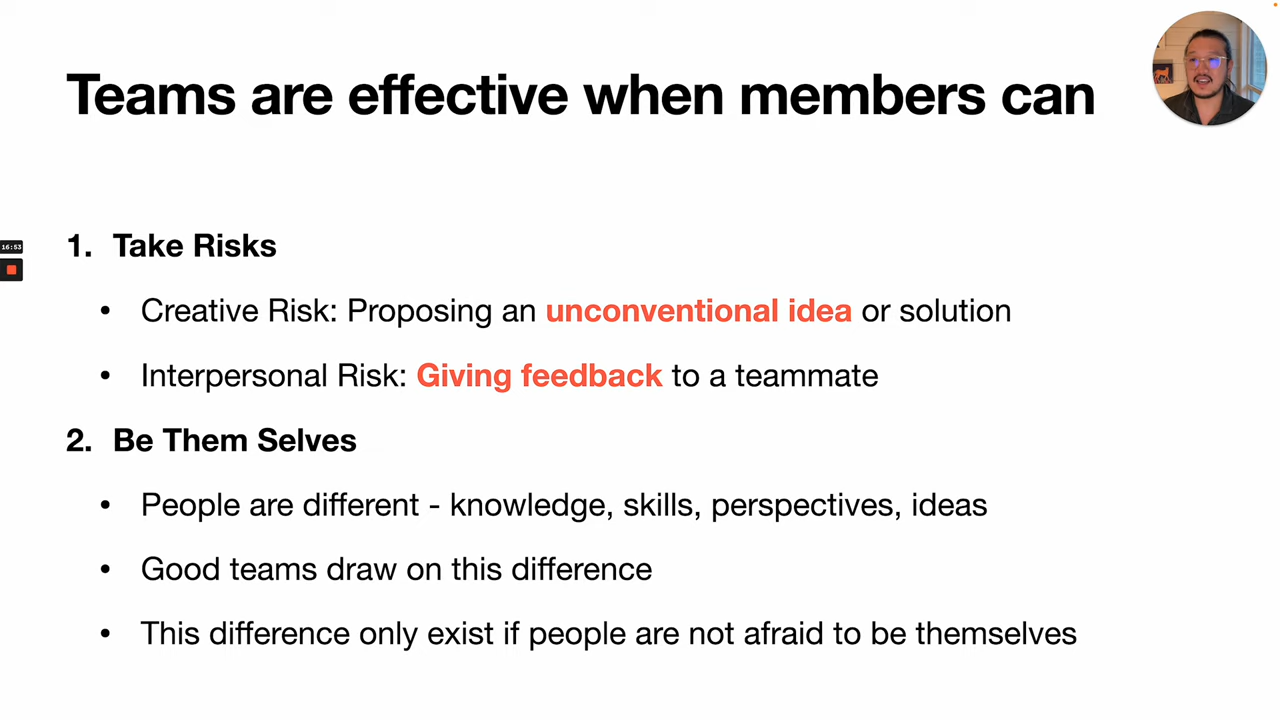 Teams are effective when members can
16:53
1. Take Risks
• Creative Risk: Proposing an unconventional idea or solution
• Interpersonal Risk: Giving feedback to a teammate
2. Be Them Selves
• People are different - knowledge, skills, perspectives, ideas
• Good teams draw on this difference
• This difference only exist if people are not afraid to be themselves